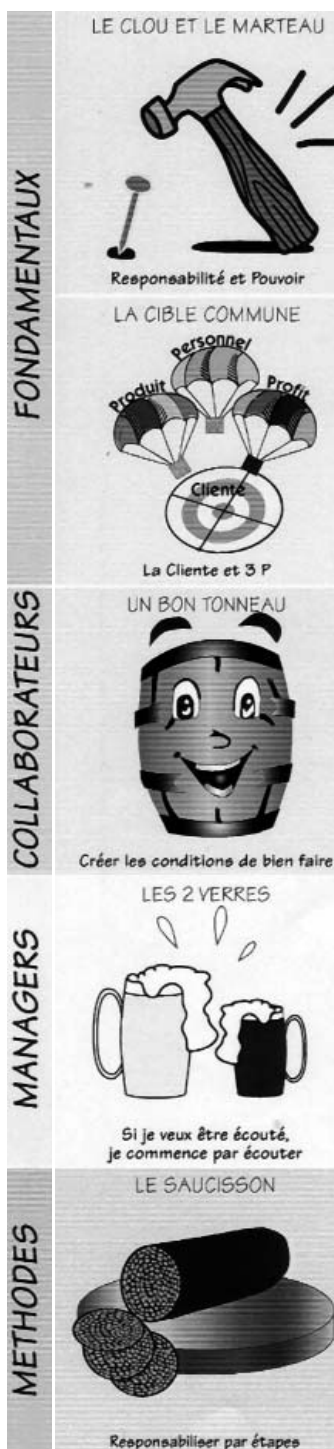 FONDAMENTAUX
LE CLOU ET LE MARTEAU
Responsabilité et Pouvoir
LA CIBLE COMMUNE
Produit
Personnel
Profit
Cliente
La Cliente et 3 P
COLLABORATEURS
UN BON TONNEAU
Créer les conditions de bien faire
MANAGERS
LES 2 VERRES
Si je veux être écouté,
je commence par écouter
METHODES
LE SAUCISSON
Responsabiliser par étapes